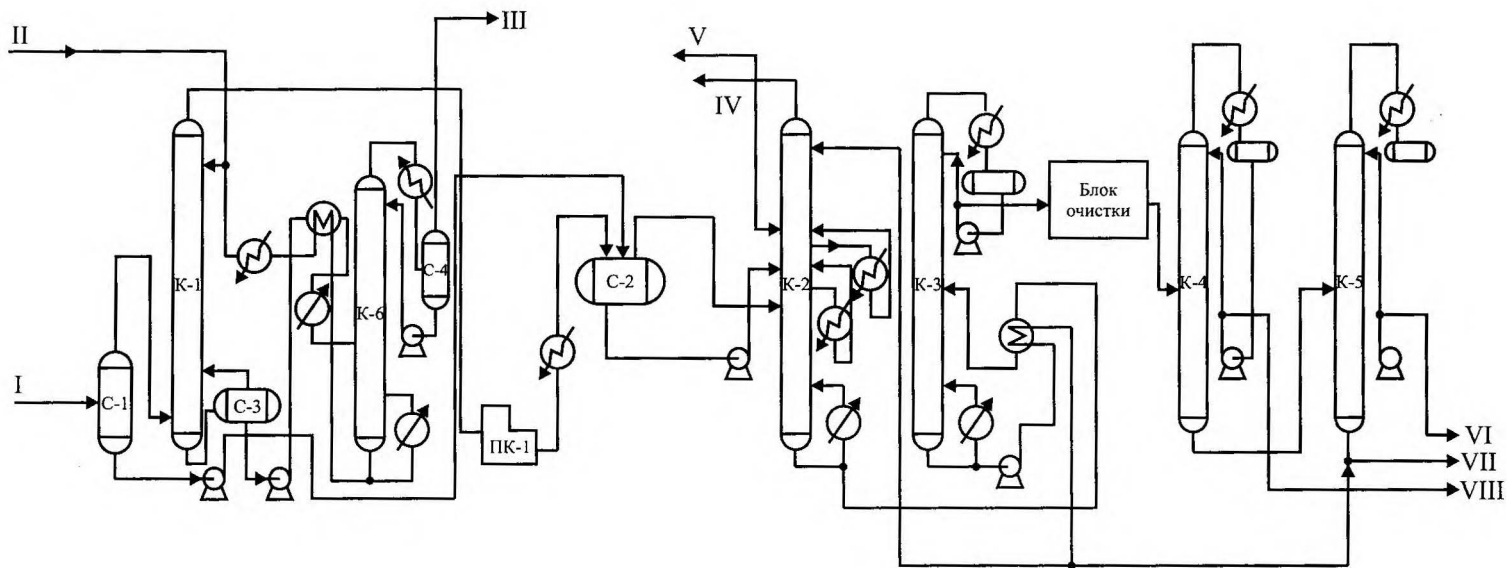 II
III
V
IV
I
К-1
С-1
С-3
К-6
С-4
ПК-1
С-2
К-2
К-3
Блок
очистки
К-4
К-5
VI
VII
VIII